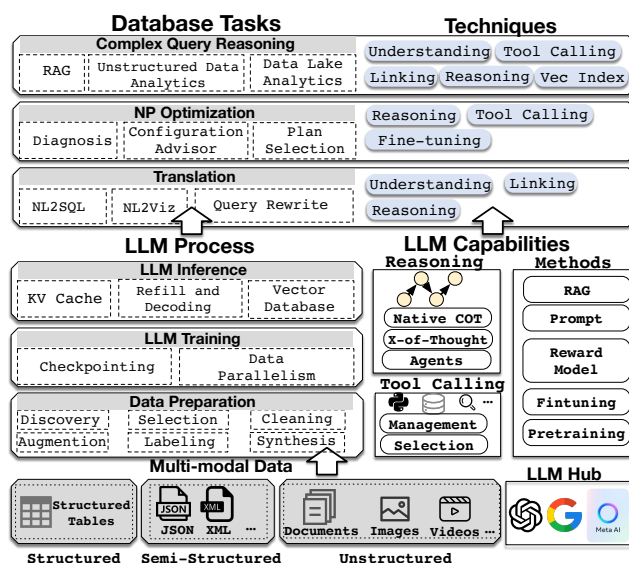 Database Tasks
Techniques
Complex Query Reasoning
RAG
Unstructured Data
Analytics
Data Lake
Analytics
Understanding
Tool Calling
Linking
Reasoning
Vec Index
NP Optimization
Diagnosis
Configuration
Advisor
Plan
Selection
Reasoning
Tool Calling
Fine-tuning
Translation
NL2SQL
NL2Viz
Query Rewrite
Understanding
Linking
Reasoning
LLM Process
LLM Capabilities
LLM Inference
KV Cache
Refill and
Decoding
Vector
Database
LLM Training
Checkpointing
Data
Parallelism
Data Preparation
Discovery
Selection
Cleaning
Augmention
Labeling
Synthesis
Reasoning
Native COT
X-of-Thought
Agents
Tool Calling
...
Management
Selection
Methods
RAG
Prompt
Reward
Model
Fintuning
Pretraining
Multi-modal Data
LLM Hub
Structured
Tables
JSON
JSON
XML
XML
...
Documents
Images
Videos
...
Meta AI
Structured
Semi-Structured
Unstructured